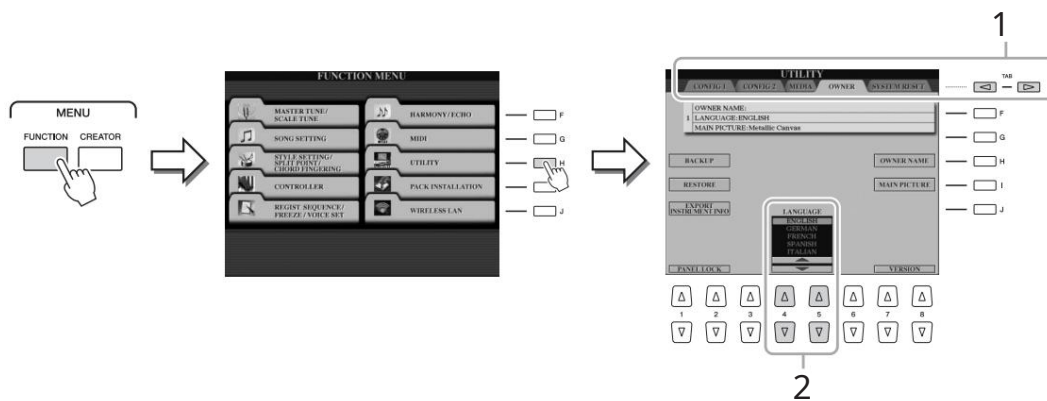 MENU
FUNCTION CREATOR
FUNCTION MENU
MASTER TUNE/
SCALE TUNE
SONG SETTING
STYLE SETTING/
SPLIT POINT/
CHORD FINGERING
CONTROLLER
REGIST SEQUENCE/
FREEZE / VOICE SET
HARMONY/ECHO
MIDI
UTILITY
PACK INSTALLATION
WIRELESS LAN
F
G
H
J
1
UTILITY
CONFIG 1 CONFIG 2 MEDIA OWNER SYSTEM RESET
TAB
OWNER NAME:
1 LANGUAGE:ENGLISH
MAIN PICTURE:Metallic Canvas
BACKUP
RESTORE
EXPORT
INSTRUMENT INFO
PANEL LOCK
LANGUAGE
ENGLISH
GERMAN
FRENCH
SPANISH
ITALIAN
OWNER NAME
MAIN PICTURE
VERSION
F
G
H
I
J
1 2 3 4 5 6 7 8
2